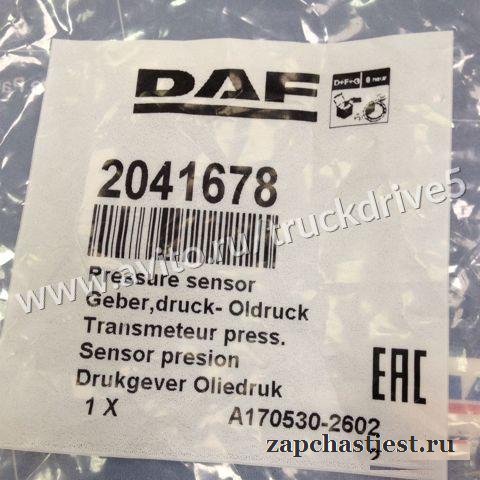 DAF
2041678
www.avito.ru truckdrive5
Pressure sensor
Geber,druck- Oldruck
Transmeteur press.
Sensor presion
Drukgever Oliedruk
1 X
A170530-2602
EAC
zapchastjest.ru